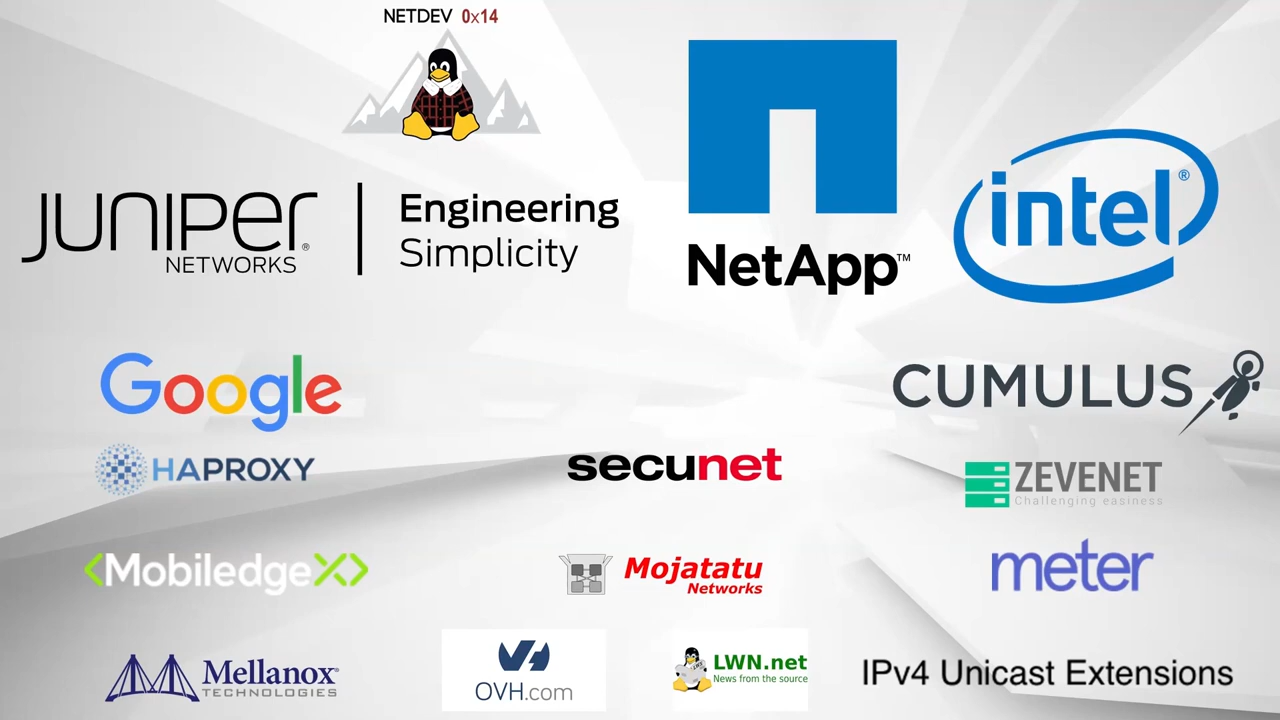 NETDEV 0x14
JUNIPER®
NETWORKS
Engineering
Simplicity
NetApp™
intel®
Google
CUMULUS
HAPROXY
secunet
ZEVENET
Challenging easiness
<MobiledgeX>
Mojatatu
Networks
meter
Mellanox®
TECHNOLOGIES
OVH.com
LWN.net
News from the source
IPv4 Unicast Extensions